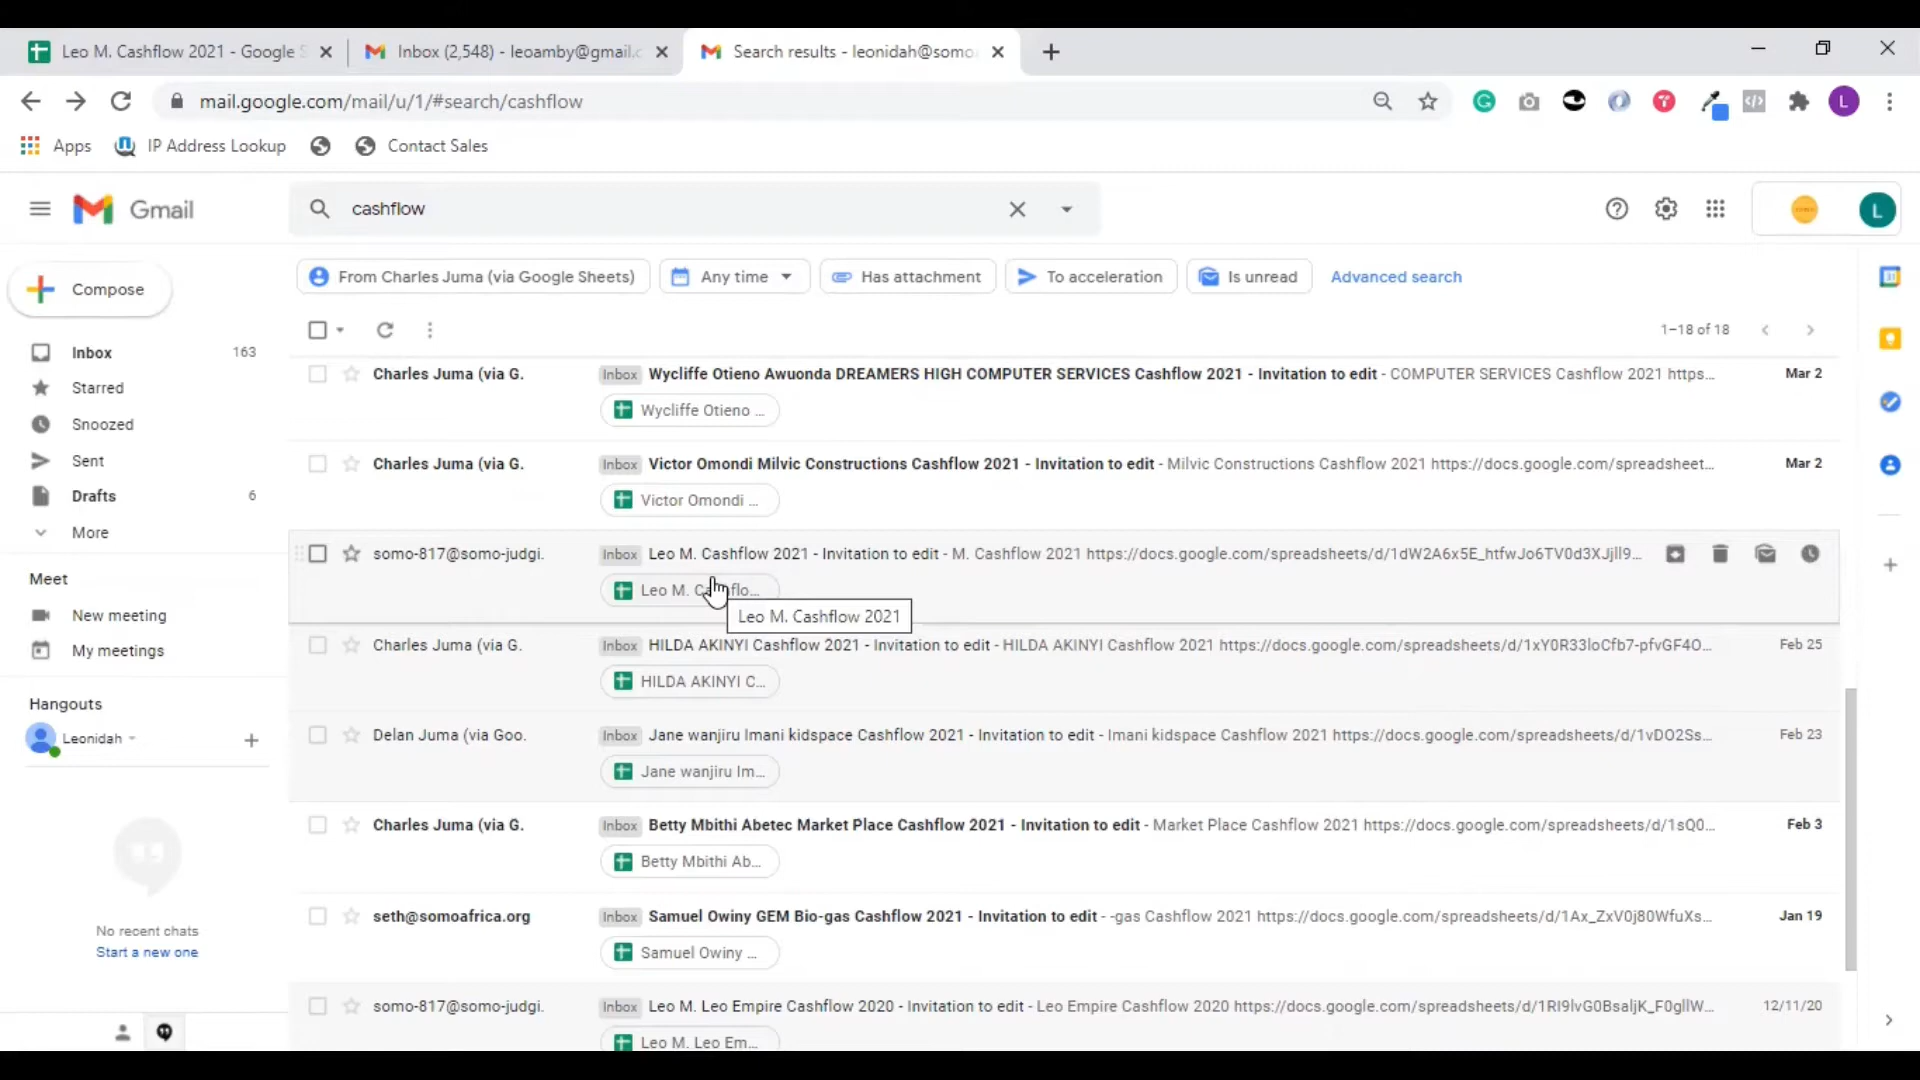 Leo M. Cashflow 2021 - Google S
Inbox (2,548) - leoamby@gmail.c
Search results - leonidah@somo
mail.google.com/mail/u/1/#search/cashflow
L
Apps
IP Address Lookup
Contact Sales
Gmail
cashflow
L
Compose
From Charles Juma (via Google Sheets)
Any time
Has attachment
To acceleration
Is unread
Advanced search
1–18 of 18
Inbox 163
Starred
Snoozed
Sent
Drafts 6
More
Meet
New meeting
My meetings
Hangouts
Leonidah
No recent chats
Start a new one
Charles Juma (via G. Inbox Wycliffe Otieno Awuonda DREAMERS HIGH COMPUTER SERVICES Cashflow 2021 - Invitation to edit - COMPUTER SERVICES Cashflow 2021 https... Mar 2
Wycliffe Otieno ...
Charles Juma (via G. Inbox Victor Omondi Milvic Constructions Cashflow 2021 - Invitation to edit - Milvic Constructions Cashflow 2021 https://docs.google.com/spreadsheet... Mar 2
Victor Omondi ...
somo-817@somo-judgi. Inbox Leo M. Cashflow 2021 - Invitation to edit - M. Cashflow 2021 https://docs.google.com/spreadsheets/d/1dW2A6x5E_htfwJo6TV0d3XJjll9...
Leo M. Cashflo...
Leo M. Cashflow 2021
Charles Juma (via G. Inbox HILDA AKINYI Cashflow 2021 - Invitation to edit - HILDA AKINYI Cashflow 2021 https://docs.google.com/spreadsheets/d/1xY0R33loCfb7-pfvGF4O... Feb 25
HILDA AKINYI C...
Delan Juma (via Goo. Inbox Jane wanjiru Imani kidspace Cashflow 2021 - Invitation to edit - Imani kidspace Cashflow 2021 https://docs.google.com/spreadsheets/d/1vDO2Ss... Feb 23
Jane wanjiru Im...
Charles Juma (via G. Inbox Betty Mbithi Abetec Market Place Cashflow 2021 - Invitation to edit - Market Place Cashflow 2021 https://docs.google.com/spreadsheets/d/1sQ0... Feb 3
Betty Mbithi Ab...
seth@somoafrica.org Inbox Samuel Owiny GEM Bio-gas Cashflow 2021 - Invitation to edit - -gas Cashflow 2021 https://docs.google.com/spreadsheets/d/1Ax_ZxV0j80WfuXs... Jan 19
Samuel Owiny ...
somo-817@somo-judgi. Inbox Leo M. Leo Empire Cashflow 2020 - Invitation to edit - Leo Empire Cashflow 2020 https://docs.google.com/spreadsheets/d/1RI9lvG0BsaljK_F0gllW... 12/11/20
Leo M. Leo Em...